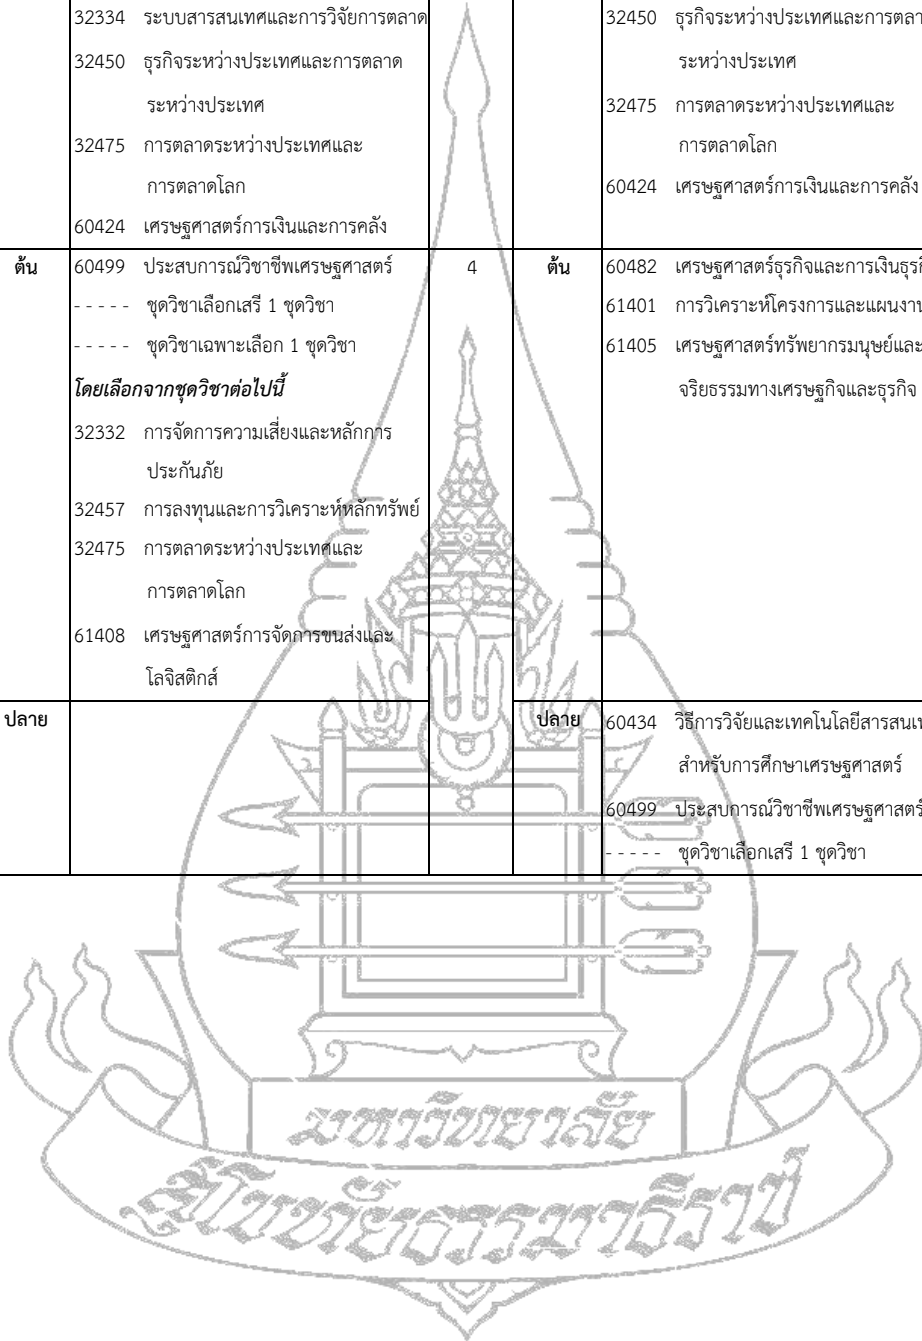 32334 ระบบสารสนเทศและการวิจัยการตลาด
32450 ธุรกิจระหว่างประเทศและการตลาด
ระหว่างประเทศ
32475 การตลาดระหว่างประเทศและ
การตลาดโลก
60424 เศรษฐศาสตร์การเงินและการคลัง
ต้น
60499 ประสบการณ์วิชาชีพเศรษฐศาสตร์
- - - - - ชุดวิชาเลือกเสรี 1 ชุดวิชา
- - - - - ชุดวิชาเฉพาะเลือก 1 ชุดวิชา
โดยเลือกจากชุดวิชาต่อไปนี้
32332 การจัดการความเสี่ยงและหลักการ
ประกันภัย
32457 การลงทุนและการวิเคราะห์หลักทรัพย์
32475 การตลาดระหว่างประเทศและ
การตลาดโลก
61408 เศรษฐศาสตร์การจัดการขนส่งและ
โลจิสติกส์
ปลาย
4
32450 ธุรกิจระหว่างประเทศและการตลา
ระหว่างประเทศ
32475 การตลาดระหว่างประเทศและ
การตลาดโลก
60424 เศรษฐศาสตร์การเงินและการคลัง
ต้น
60482 เศรษฐศาสตร์ธุรกิจและการเงินธุรกิ
61401 การวิเคราะห์โครงการและแผนงาน
61405 เศรษฐศาสตร์ทรัพยากรมนุษย์และ
จริยธรรมทางเศรษฐกิจและธุรกิจ
ปลาย
60434 วิธีการวิจัยและเทคโนโลยีสารสนเท
สำหรับการศึกษาเศรษฐศาสตร์
60499 ประสบการณ์วิชาชีพเศรษฐศาสตร์
- - - - - ชุดวิชาเลือกเสรี 1 ชุดวิชา
มหาวิทยาลัย
สุโขทัยธรรมาธิราช